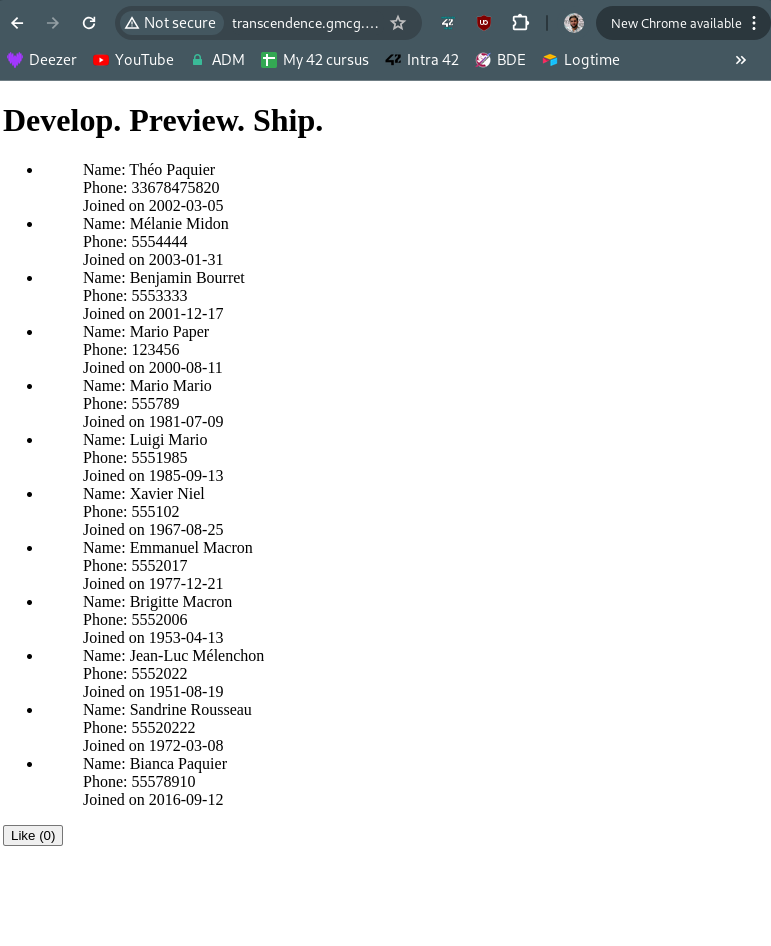 Not secure transcendence.gmcg.... New Chrome available
Deezer YouTube ADM My 42 cursus Intra 42 BDE Logtime »
Develop. Preview. Ship.
Name: Théo Paquier
Phone: 33678475820
Joined on 2002-03-05
Name: Mélanie Midon
Phone: 5554444
Joined on 2003-01-31
Name: Benjamin Bourret
Phone: 5553333
Joined on 2001-12-17
Name: Mario Paper
Phone: 123456
Joined on 2000-08-11
Name: Mario Mario
Phone: 555789
Joined on 1981-07-09
Name: Luigi Mario
Phone: 5551985
Joined on 1985-09-13
Name: Xavier Niel
Phone: 555102
Joined on 1967-08-25
Name: Emmanuel Macron
Phone: 5552017
Joined on 1977-12-21
Name: Brigitte Macron
Phone: 5552006
Joined on 1953-04-13
Name: Jean-Luc Mélenchon
Phone: 5552022
Joined on 1951-08-19
Name: Sandrine Rousseau
Phone: 55520222
Joined on 1972-03-08
Name: Bianca Paquier
Phone: 55578910
Joined on 2016-09-12
Like (0)